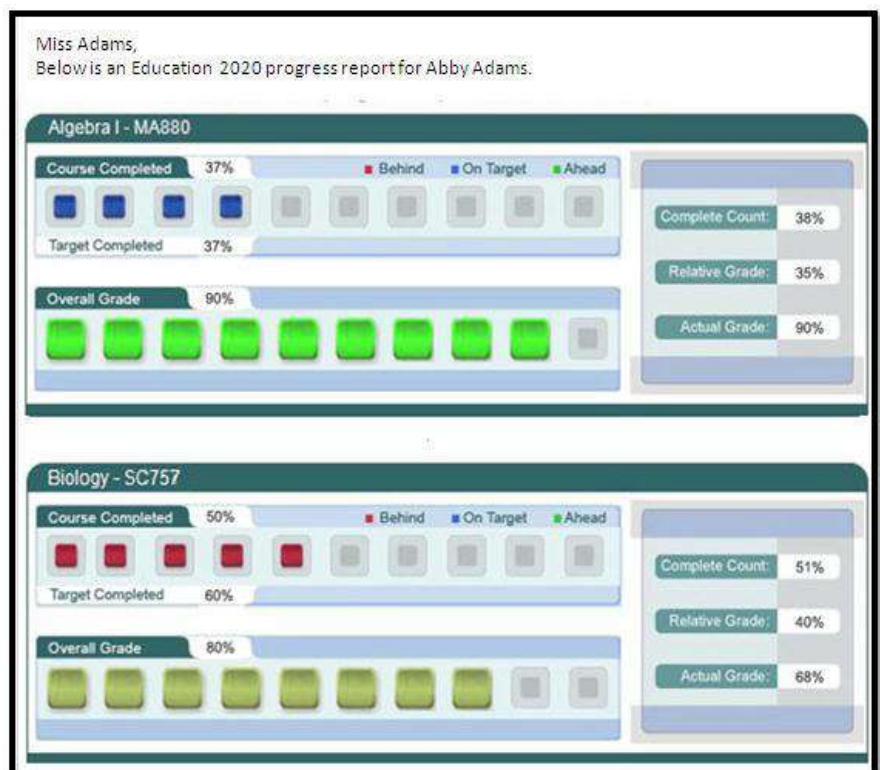 Miss Adams,
Below is an Education 2020 progress report for Abby Adams.
Algebra I - MA880
Course Completed 37% Behind On Target Ahead
Target Completed 37%
Overall Grade 90%
Complete Count: 38%
Relative Grade: 35%
Actual Grade: 90%
Biology - SC757
Course Completed 50% Behind On Target Ahead
Target Completed 60%
Overall Grade 80%
Complete Count: 51%
Relative Grade: 40%
Actual Grade: 68%